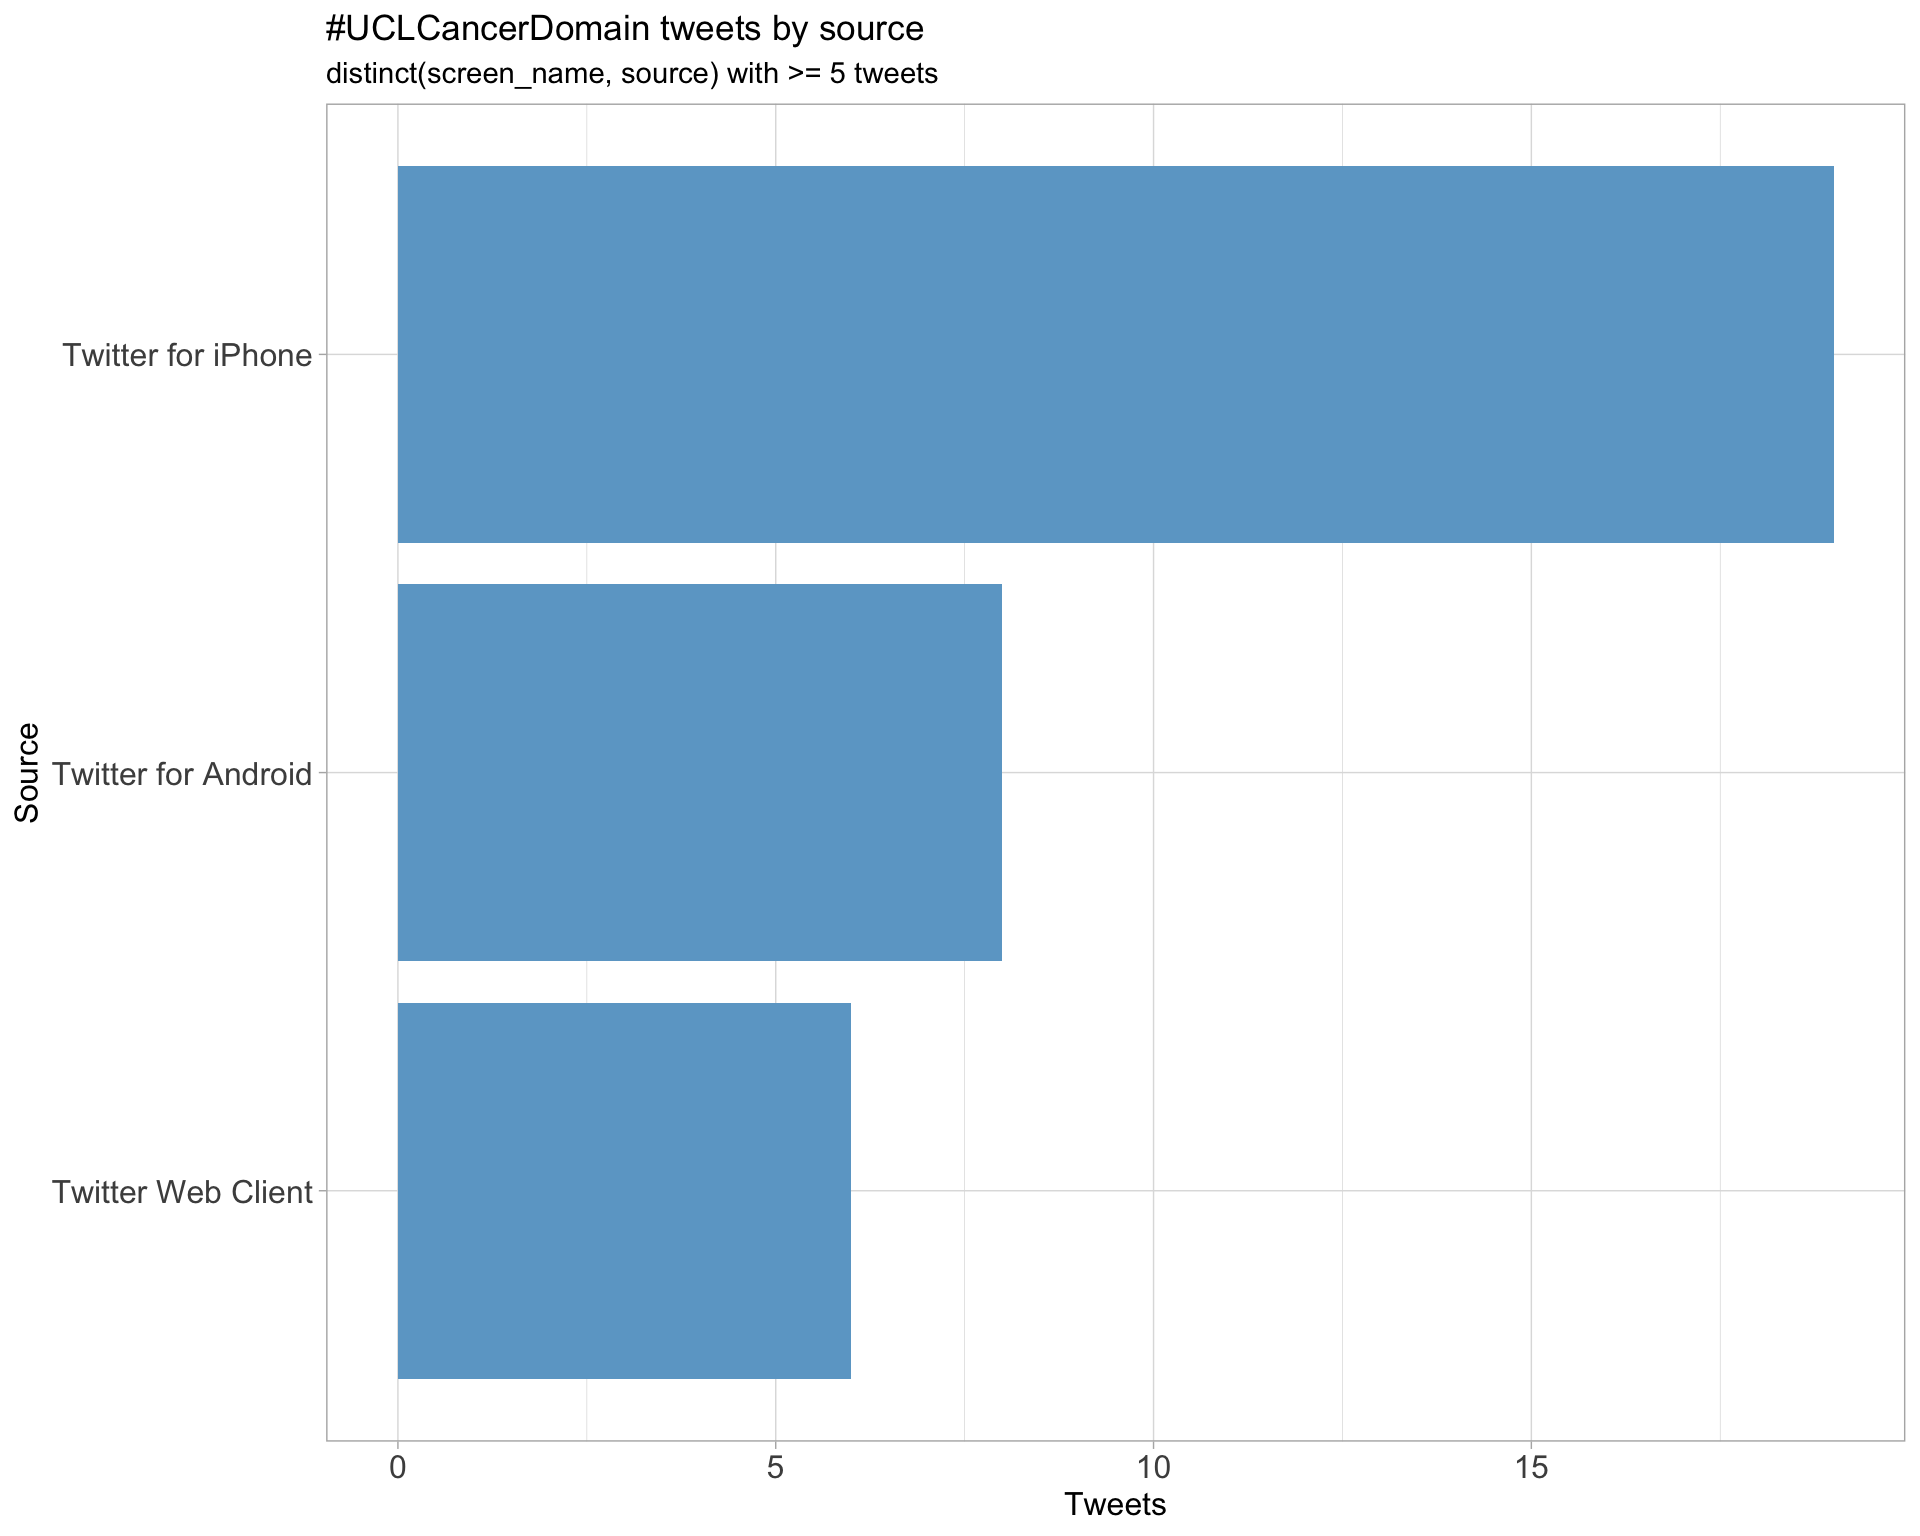 #UCLCancerDomain tweets by source
distinct(screen_name, source) with >= 5 tweets
Source
Twitter for iPhone
Twitter for Android
Twitter Web Client
0 5 10 15
Tweets